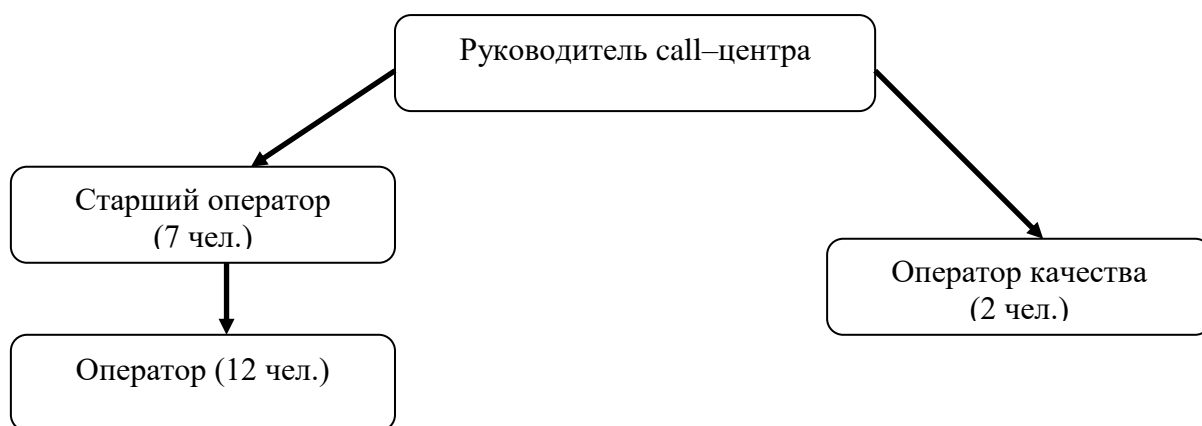 Руководитель call–центра
Старший оператор
(7 чел.)
Оператор качества
(2 чел.)
Оператор (12 чел.)